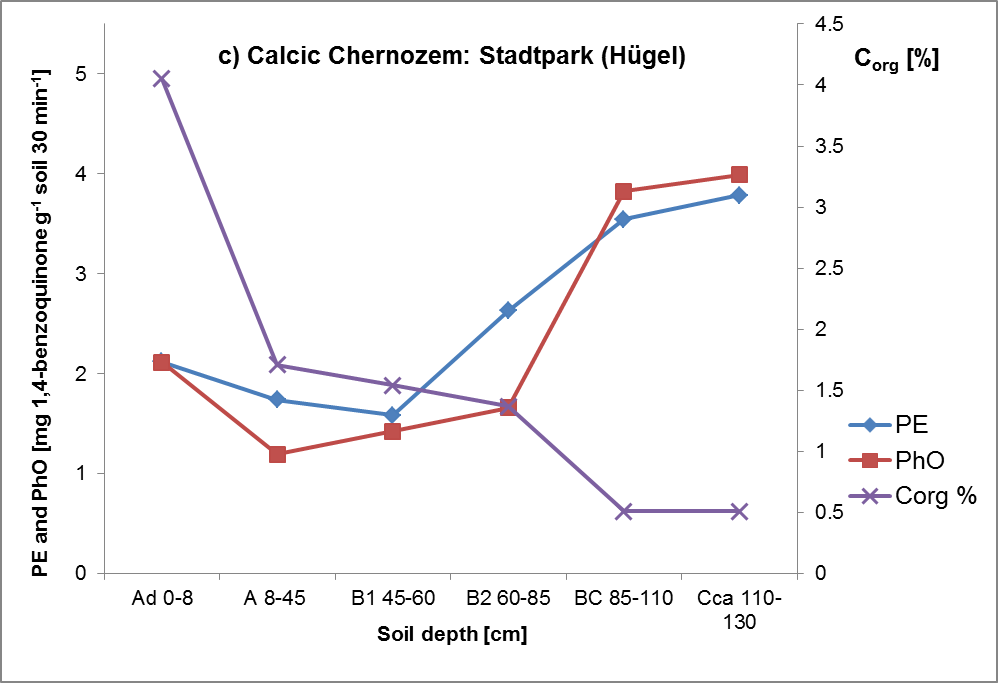 c) Calcic Chernozem: Stadtpark (Hügel)
PE and PhO [mg 1,4-benzoquinone g⁻¹ soil 30 min⁻¹]
5
4
3
2
1
0
Corg [%]
4.5
4
3.5
3
2.5
2
1.5
1
0.5
0
PE
PhO
Corg %
Ad 0-8
A 8-45
B1 45-60
B2 60-85
BC 85-110
Cca 110-
130
Soil depth [cm]